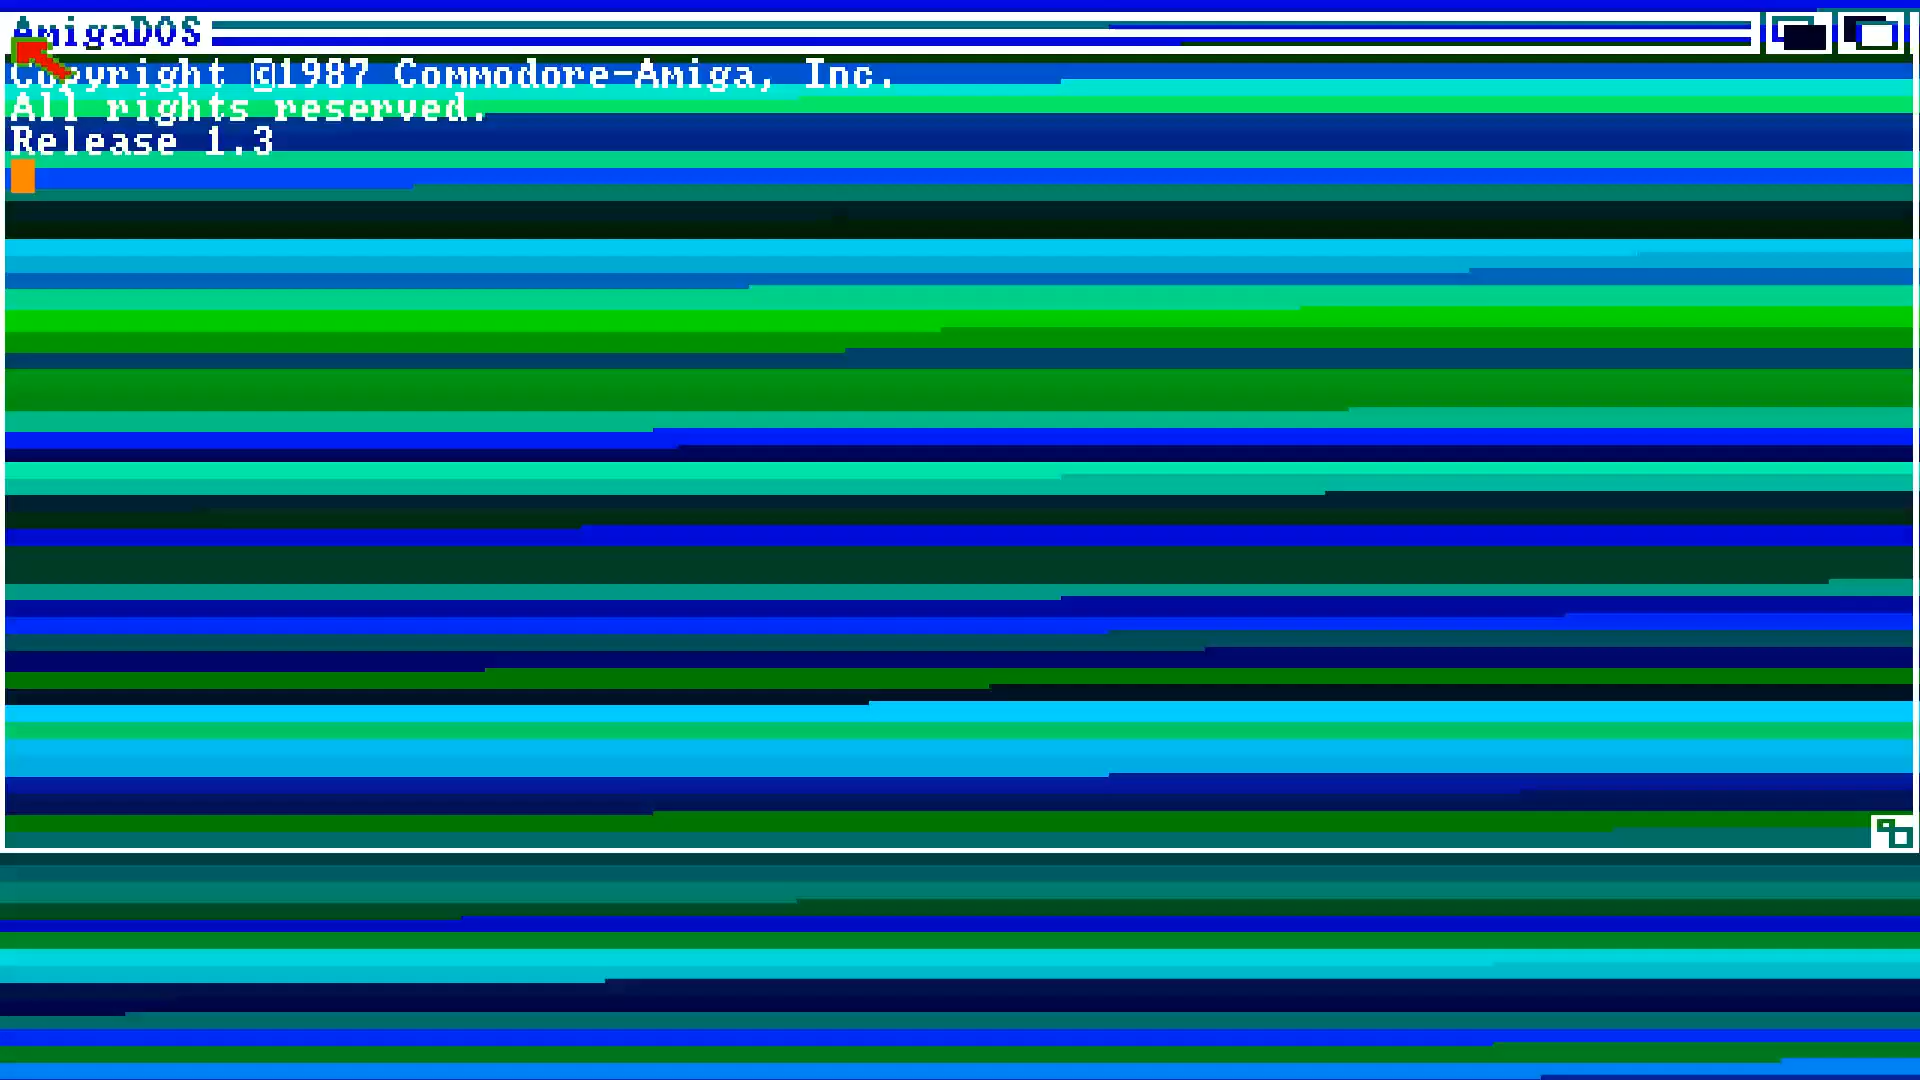 AmigaDOS
Copyright ©1987 Commodore-Amiga, Inc.
All rights reserved.
Release 1.3